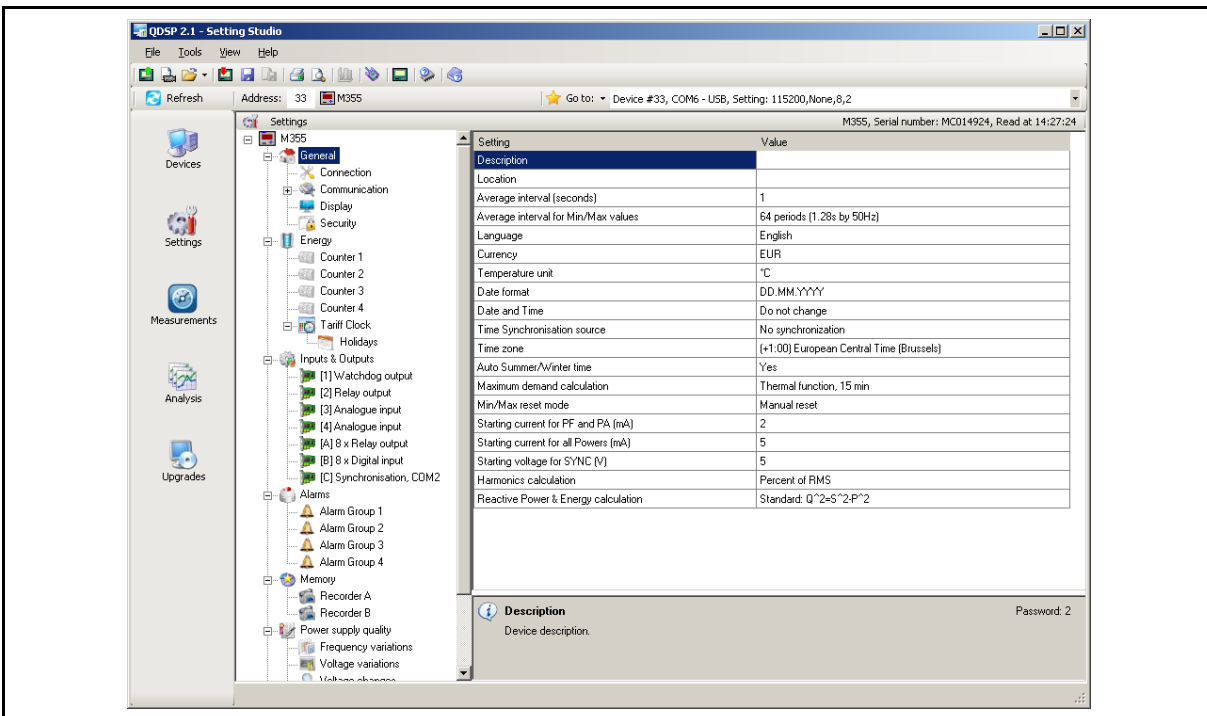 QDSP 2.1 - Setting Studio
File Tools View Help
Refresh Address: 33 M355 Go to: Device #33, COM6 - USB, Setting: 115200,None,8,2
Settings M355, Serial number: MC014924, Read at 14:27:24
Devices
Settings
Measurements
Analysis
Upgrades
M355
General
Connection
Communication
Display
Security
Energy
Counter 1
Counter 2
Counter 3
Counter 4
Tariff Clock
Holidays
Inputs & Outputs
[1] Watchdog output
[2] Relay output
[3] Analogue input
[4] Analogue input
[A] 8 x Relay output
[B] 8 x Digital input
[C] Synchronisation, COM2
Alarms
Alarm Group 1
Alarm Group 2
Alarm Group 3
Alarm Group 4
Memory
Recorder A
Recorder B
Power supply quality
Frequency variations
Voltage variations
Voltage changes
Setting Value
Description
Location
Average interval (seconds) 1
Average interval for Min/Max values 64 periods (1.28s by 50Hz)
Language English
Currency EUR
Temperature unit °C
Date format DD.MM.YYYY
Date and Time Do not change
Time Synchronisation source No synchronization
Time zone (+1:00) European Central Time (Brussels)
Auto Summer/Winter time Yes
Maximum demand calculation Thermal function, 15 min
Min/Max reset mode Manual reset
Starting current for PF and PA (mA) 2
Starting current for all Powers (mA) 5
Starting voltage for SYNC (V) 5
Harmonics calculation Percent of RMS
Reactive Power & Energy calculation Standard: Q^2=S^2-P^2
Description Password: 2
Device description.